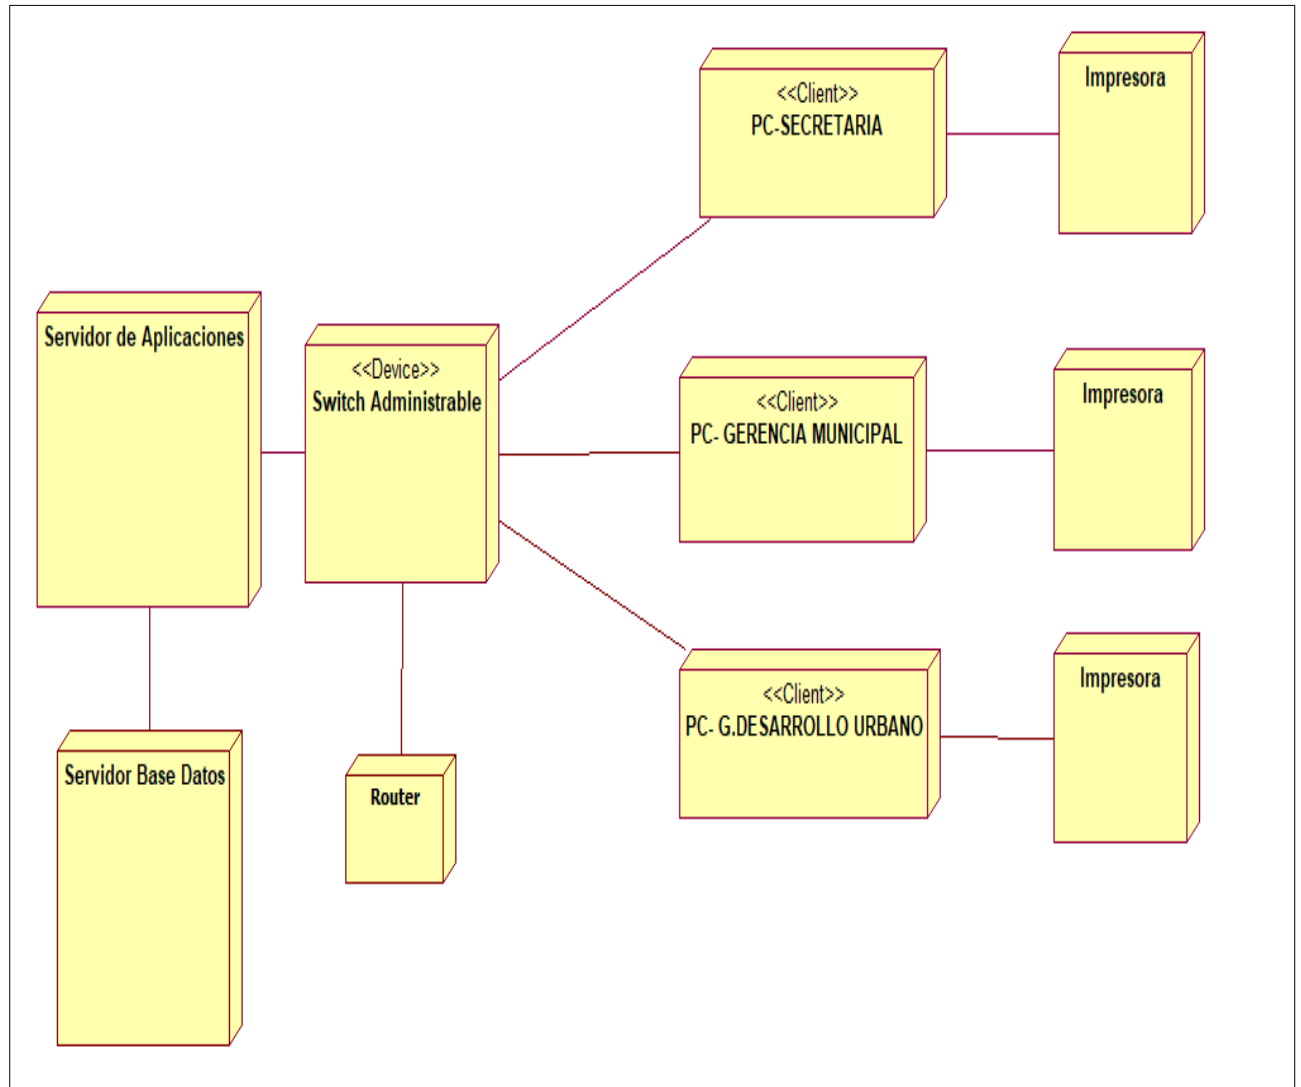 <<Client>>
PC-SECRETARIA
Impresora
Servidor de Aplicaciones
<<Device>>
Switch Administrable
<<Client>>
PC- GERENCIA MUNICIPAL
Impresora
<<Client>>
PC- G.DESARROLLO URBANO
Impresora
Servidor Base Datos
Router